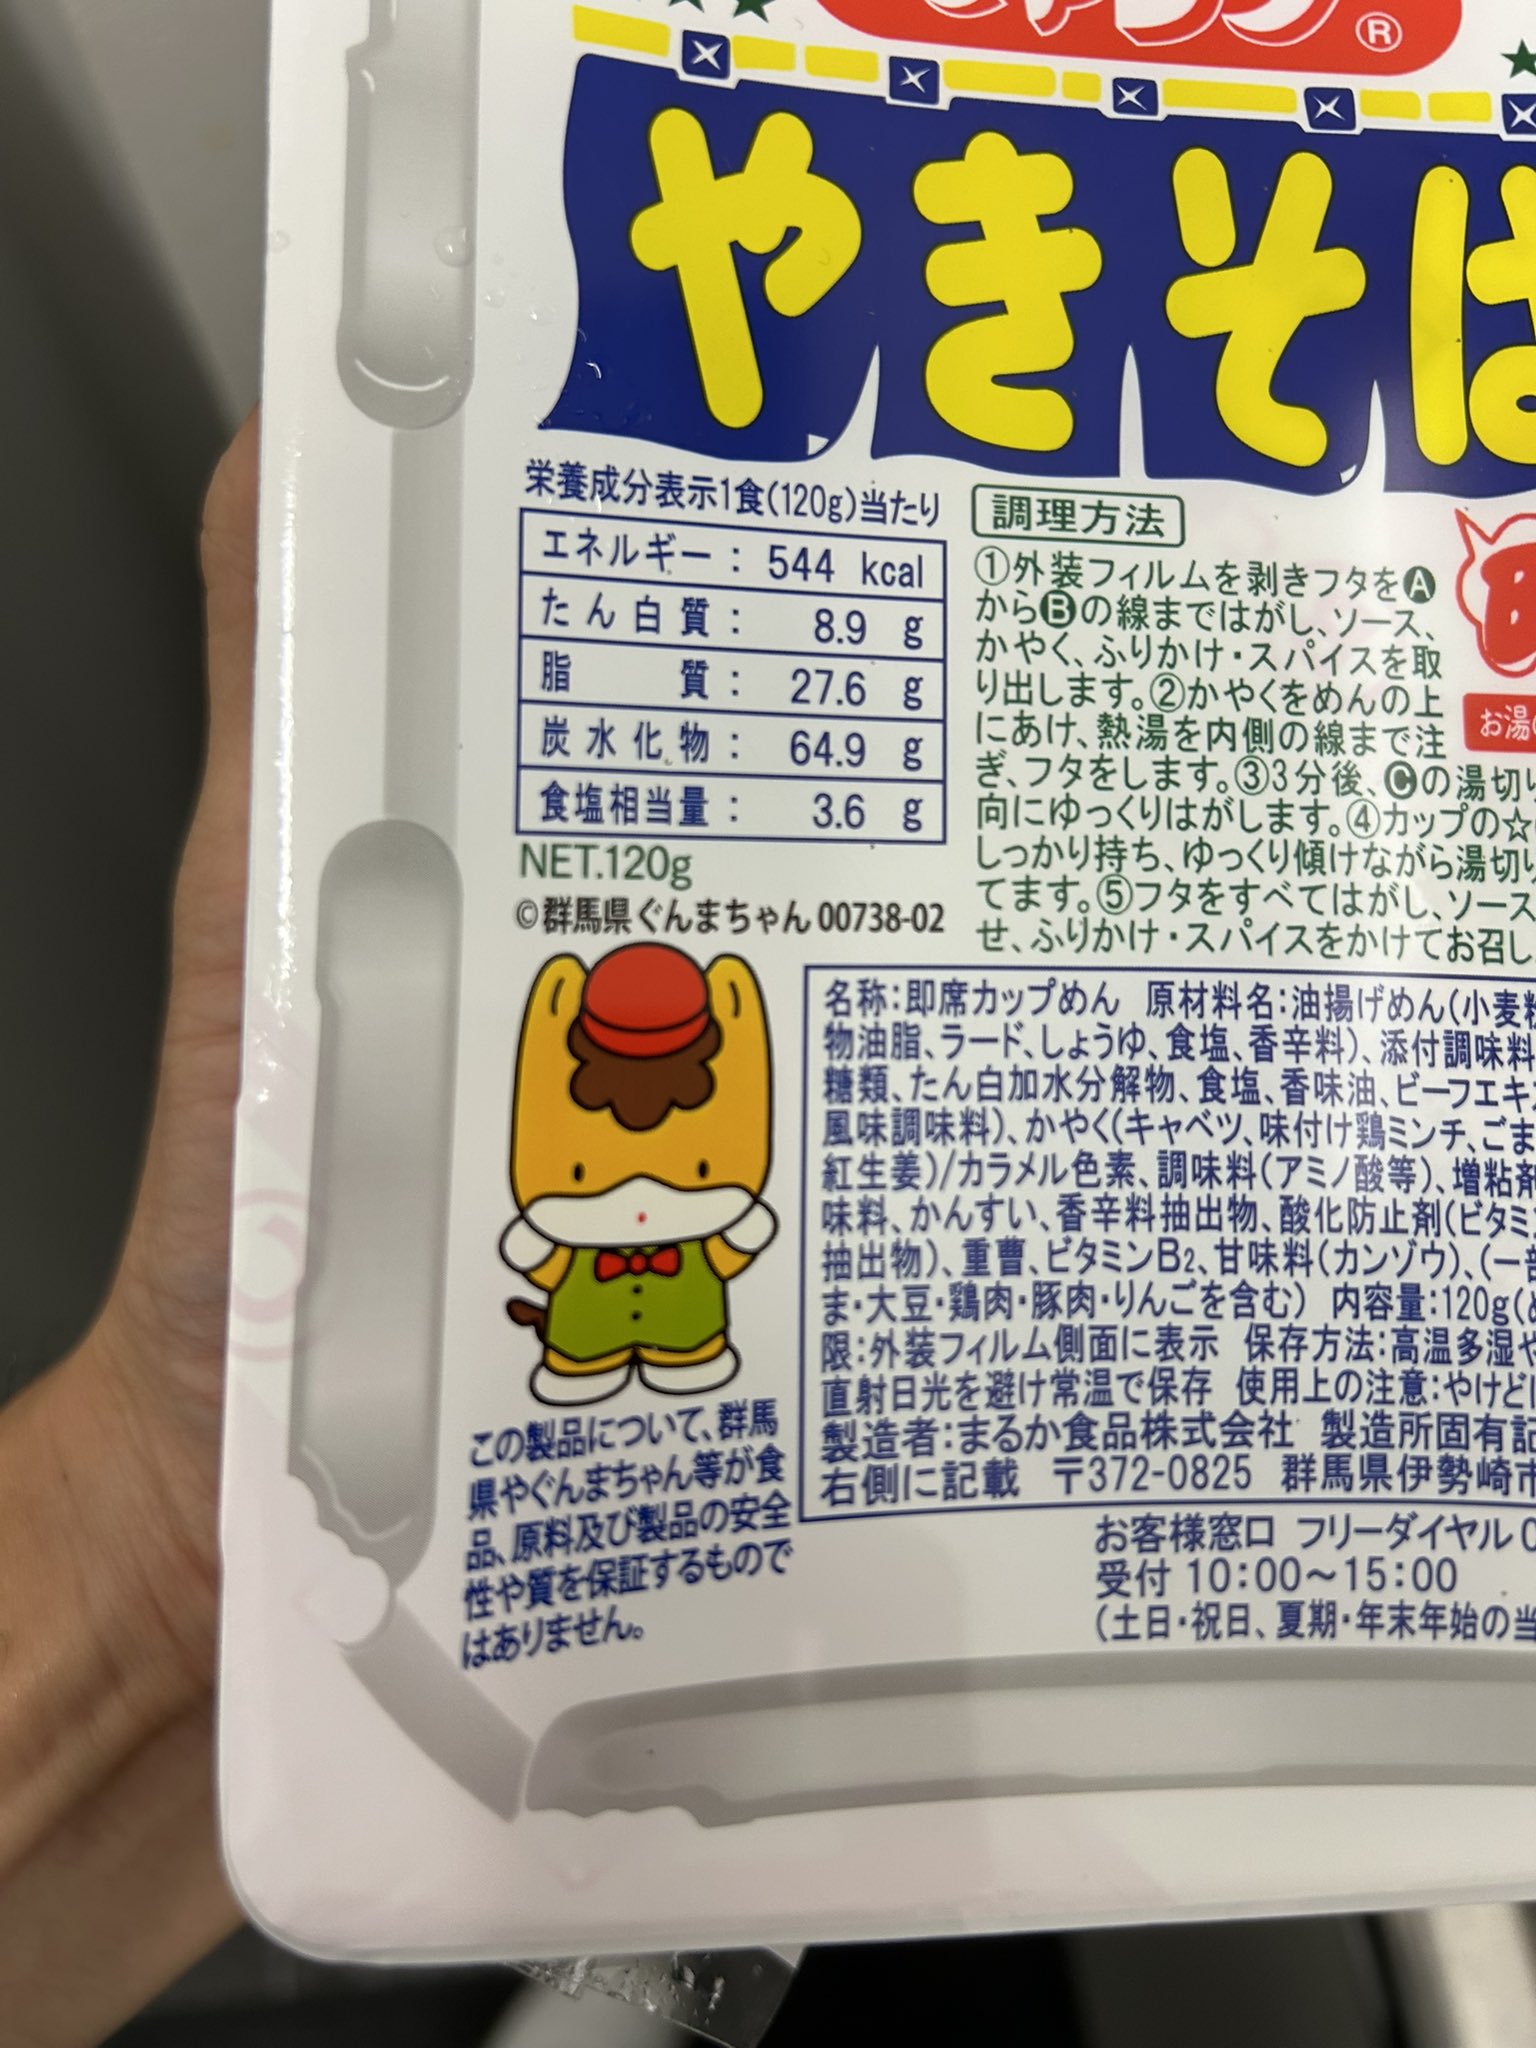 ®
やきそば
栄養成分表示1食(120g)当たり
エネルギー： 544 kcal
たん白質： 8.9 g
脂質： 27.6 g
炭水化物： 64.9 g
食塩相当量： 3.6 g
NET.120g
©群馬県ぐんまちゃん 00738-02
調理方法
①外装フィルムを剥きフタをA
からBの線まではがし、ソース、
かやく、ふりかけ・スパイスを取
り出します。②かやくをめんの上
にあけ、熱湯を内側の線まで注
ぎ、フタをします。③3分後、Cの湯切り
向にゆっくりはがします。④カップの☆
しっかり持ち、ゆっくり傾けながら湯切り
てます。⑤フタをすべてはがし、ソース
せ、ふりかけ・スパイスをかけてお召し
お湯
名称：即席カップめん 原材料名：油揚げめん(小麦粉
物油脂、ラード、しょうゆ、食塩、香辛料)、添付調味料
糖類、たん白加水分解物、食塩、香味油、ビーフエキ
風味調味料)、かやく(キャベツ、味付け鶏ミンチ、ごま
紅生姜)/カラメル色素、調味料(アミノ酸等)、増粘剤
味料、かんすい、香辛料抽出物、酸化防止剤(ビタミ
抽出物)、重曹、ビタミンB₂、甘味料(カンゾウ)、(一部
ま・大豆・鶏肉・豚肉・りんごを含む) 内容量：120g(
限：外装フィルム側面に表示 保存方法：高温多湿や
直射日光を避け常温で保存 使用上の注意：やけど
製造者：まるか食品株式会社 製造所固有記
右側に記載 〒372-0825 群馬県伊勢崎市
この製品について、群馬
県やぐんまちゃん等が食
品、原料及び製品の安全
性や質を保証するもので
はありません。
お客様窓口 フリーダイヤル 0
受付 10：00～15：00
(土日・祝日、夏期・年末年始の当